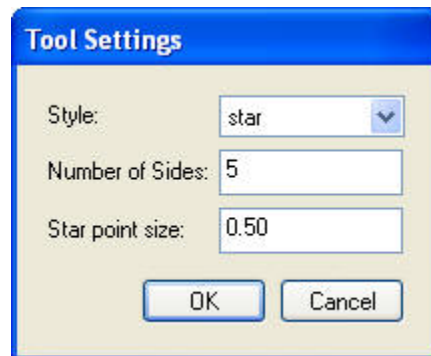 Tool Settings
Style: star
Number of Sides: 5
Star point size: 0.50
OK Cancel